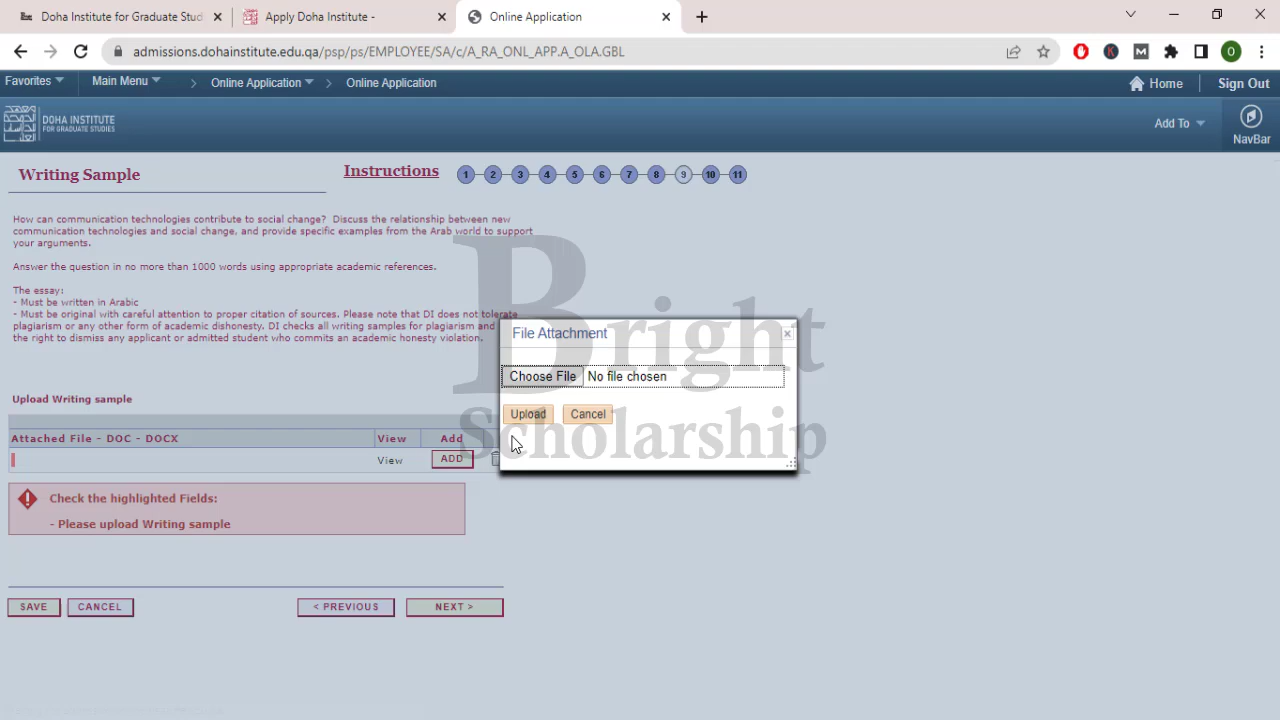 Doha Institute for Graduate Stud
Apply Doha Institute -
Online Application
admissions.dohainstitute.edu.qa/psp/ps/EMPLOYEE/SA/c/A_RA_ONL_APP.A_OLA.GBL
Favorites
Main Menu
Online Application
Online Application
Home
Sign Out
DOHA INSTITUTE
FOR GRADUATE STUDIES
Add To
NavBar
Writing Sample
Instructions
1 2 3 4 5 6 7 8 9 10 11
How can communication technologies contribute to social change? Discuss the relationship between new
communication technologies and social change, and provide specific examples from the Arab world to support
your arguments.
Answer the question in no more than 1000 words using appropriate academic references.
The essay:
- Must be written in Arabic
- Must be original with careful attention to proper citation of sources. Please note that DI does not tolerate
plagiarism or any other form of academic dishonesty. DI checks all writing samples for plagiarism and
the right to dismiss any applicant or admitted student who commits an academic honesty violation.
Bright
Scholarship
File Attachment
Choose File No file chosen
Upload Cancel
Upload Writing sample
Attached File - DOC - DOCX View Add
View ADD
Check the highlighted Fields:
- Please upload Writing sample
SAVE CANCEL < PREVIOUS NEXT >